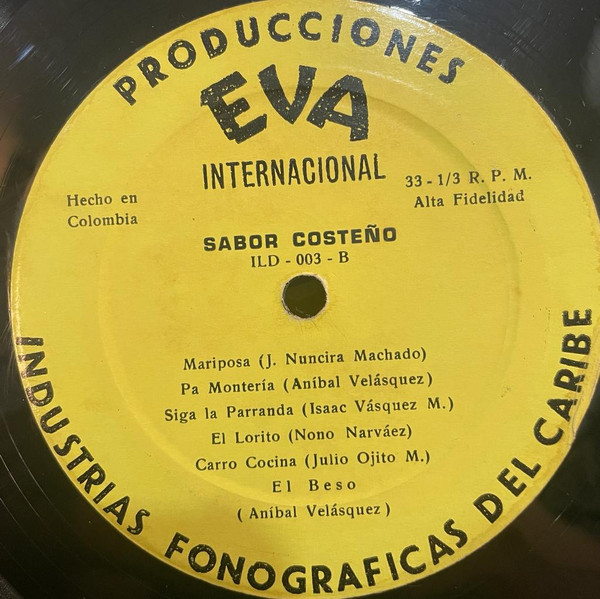 PRODUCCIONES
EVA
INTERNACIONAL
Hecho en
Colombia
33-1/3 R. P. M.
Alta Fidelidad
SABOR COSTEÑO
ILD - 003 - B
Mariposa (J. Nuncira Machado)
Pa Montería (Aníbal Velásquez)
Siga la Parranda (Isaac Vásquez M.)
El Lorito (Nono Narváez)
Carro Cocina (Julio Ojito M.)
El Beso
( Aníbal Velásquez )
INDUSTRIAS FONOGRAFICAS DEL CARIBE